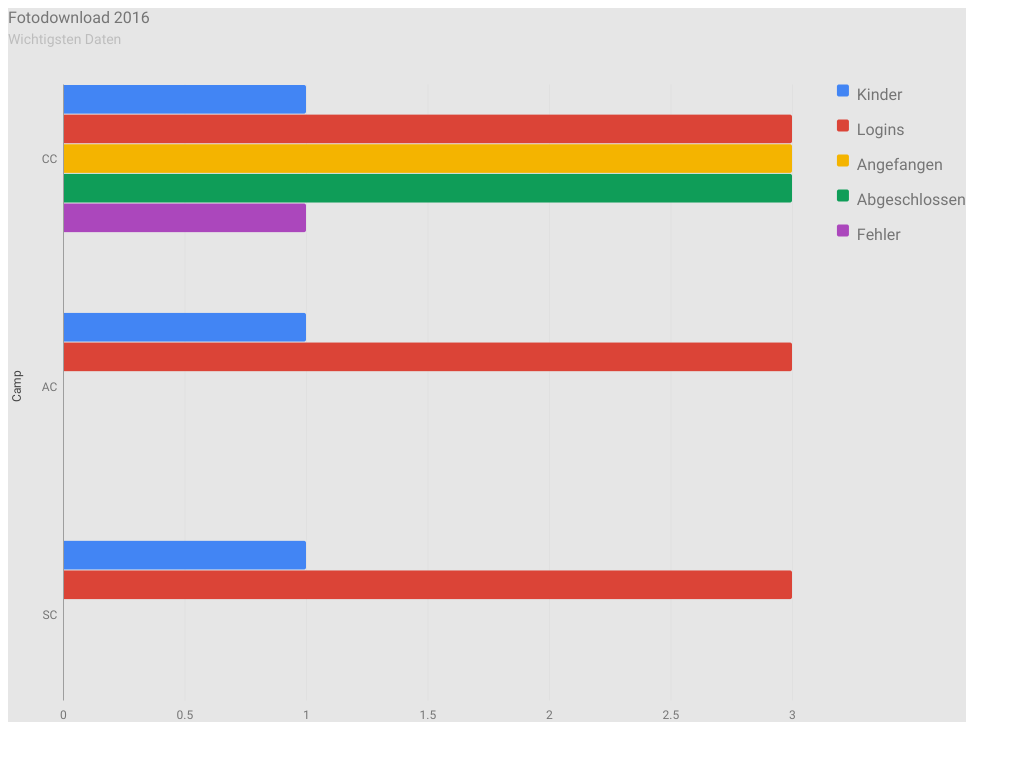 Fotodownload 2016
Wichtigsten Daten
Kinder
Logins
Angefangen
Abgeschlossen
Fehler
CC
AC
SC
Camp
0 0.5 1 1.5 2 2.5 3